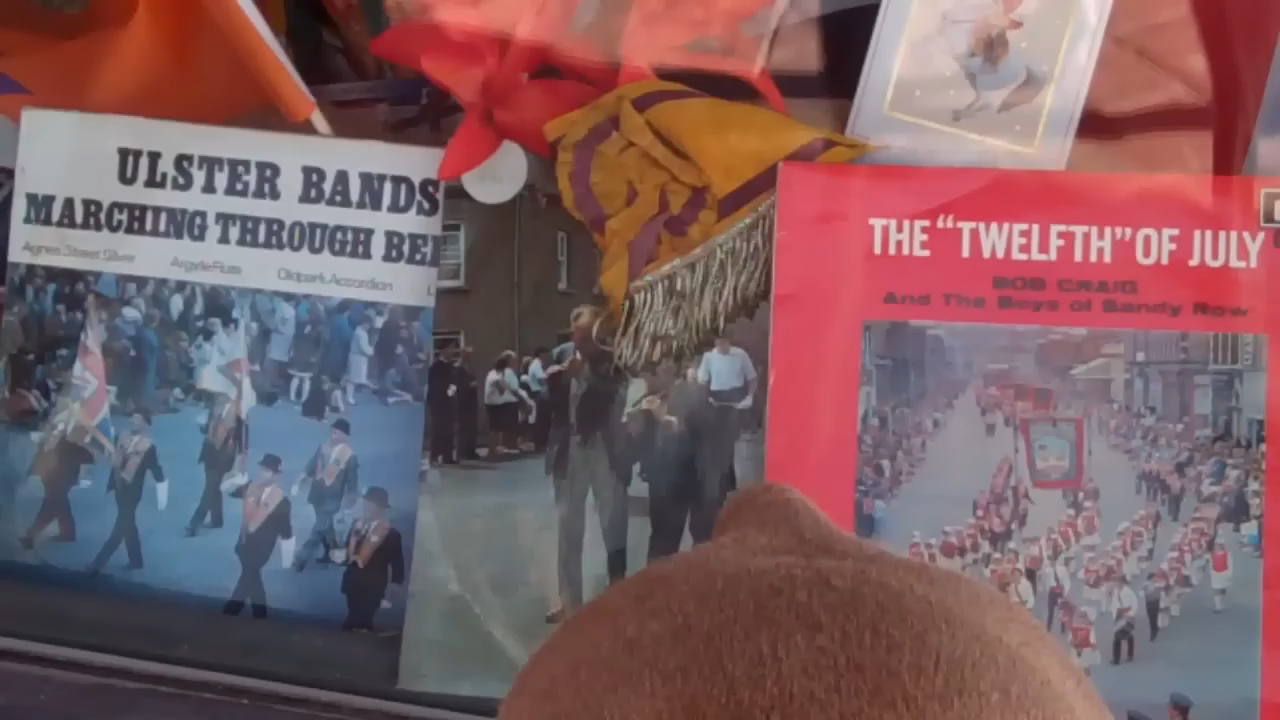 ULSTER BANDS
MARCHING THROUGH BEL
Agnes Street Silver Argyle Flute Oldpark Accordion
THE "TWELFTH" OF JULY
BOB CRAIG
And The Boys of Sandy Row